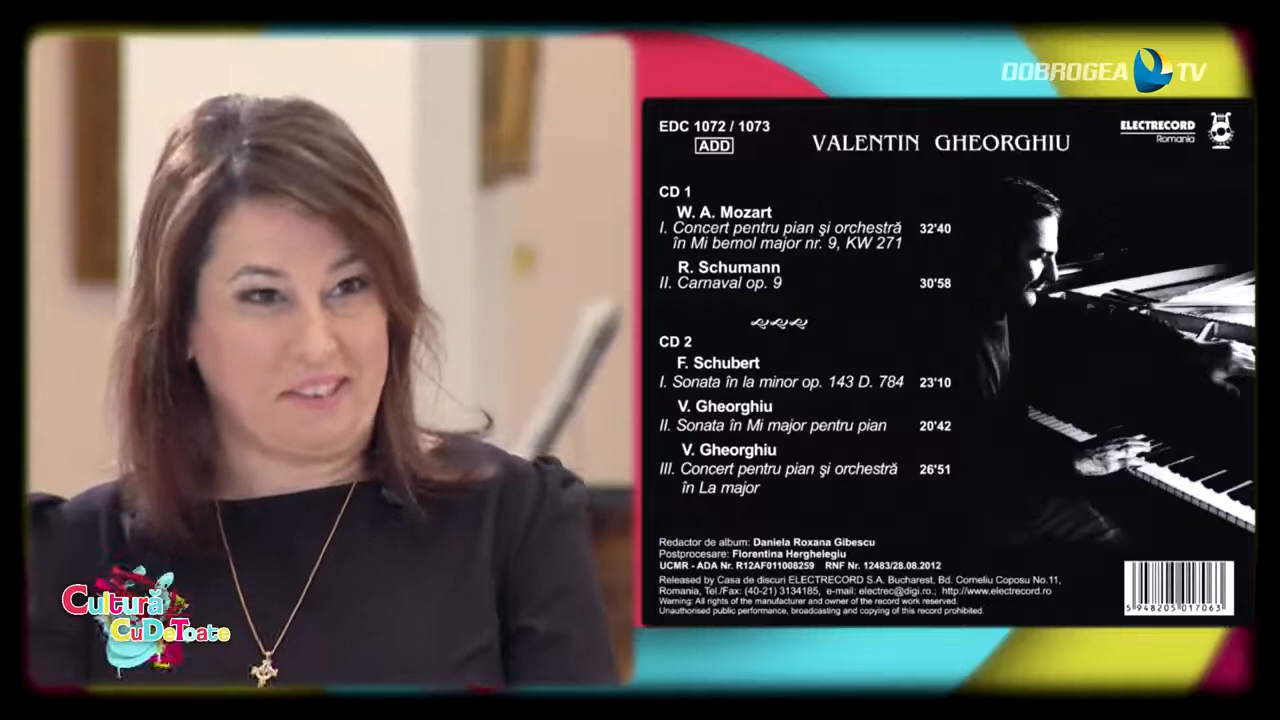 DOBROGEA TV
EDC 1072 / 1073
ADD
VALENTIN GHEORGHIU
ELECTRECORD
Romania
CD 1
W. A. Mozart
I. Concert pentru pian şi orchestră 32'40
în Mi bemol major nr. 9, KW 271
R. Schumann
II. Carnaval op. 9 30'58
CD 2
F. Schubert
I. Sonata în la minor op. 143 D. 784 23'10
V. Gheorghiu
II. Sonata în Mi major pentru pian 20'42
V. Gheorghiu
III. Concert pentru pian şi orchestră 26'51
în La major
Redactor de album: Daniela Roxana Gibescu
Postprocesare: Florentina Herghelegiu
UCMR - ADA Nr. R12AF011008259 RNF Nr. 12483/28.08.2012
Released by Casa de discuri ELECTRECORD S.A. Bucharest, Bd. Corneliu Coposu No.11,
Romania, Tel./Fax: (40-21) 3134185, e-mail: electrec@digi.ro.; http://www.electrecord.ro
Warning: All rights of the manufacturer and owner of the record work reserved.
Unauthorised public performance, broadcasting and copying of this record prohibited.
5 948205 017063
Cultură
CuDeToate